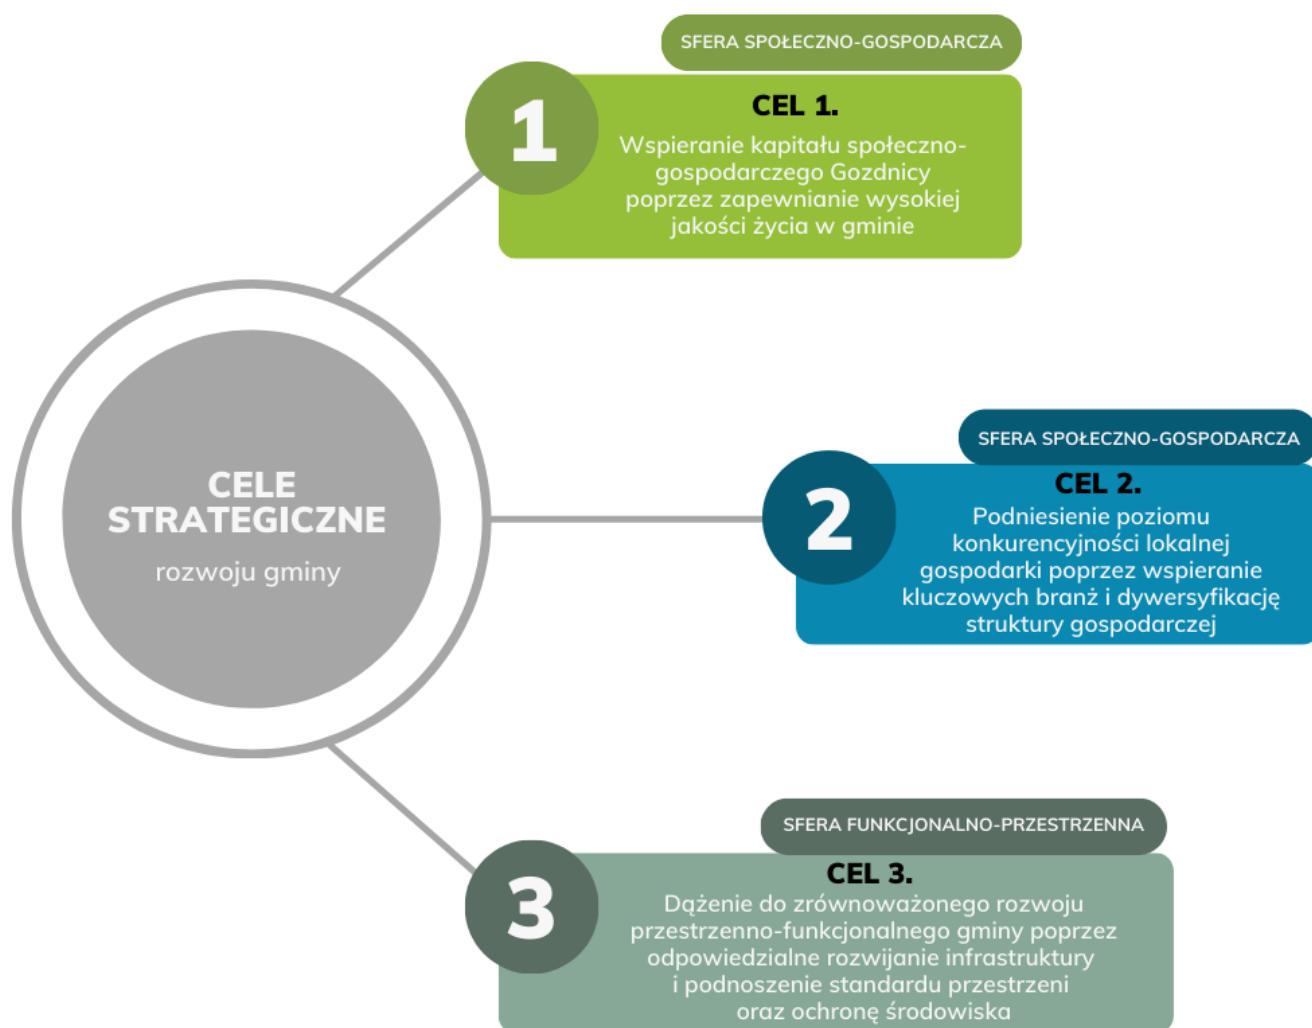 SFERA SPOŁECZNO-GOSPODARCZA
1
CEL 1.
Wspieranie kapitału społeczno-
gospodarczego Gozdnicy
poprzez zapewnianie wysokiej
jakości życia w gminie
CELE
STRATEGICZNE
rozwoju gminy
SFERA SPOŁECZNO-GOSPODARCZA
2
CEL 2.
Podniesienie poziomu
konkurencyjności lokalnej
gospodarki poprzez wspieranie
kluczowych branż i dywersyfikację
struktury gospodarczej
SFERA FUNKCJONALNO-PRZESTRZENNA
3
CEL 3.
Dążenie do zrównoważonego rozwoju
przestrzenno-funkcjonalnego gminy poprzez
odpowiedzialne rozwijanie infrastruktury
i podnoszenie standardu przestrzeni
oraz ochronę środowiska